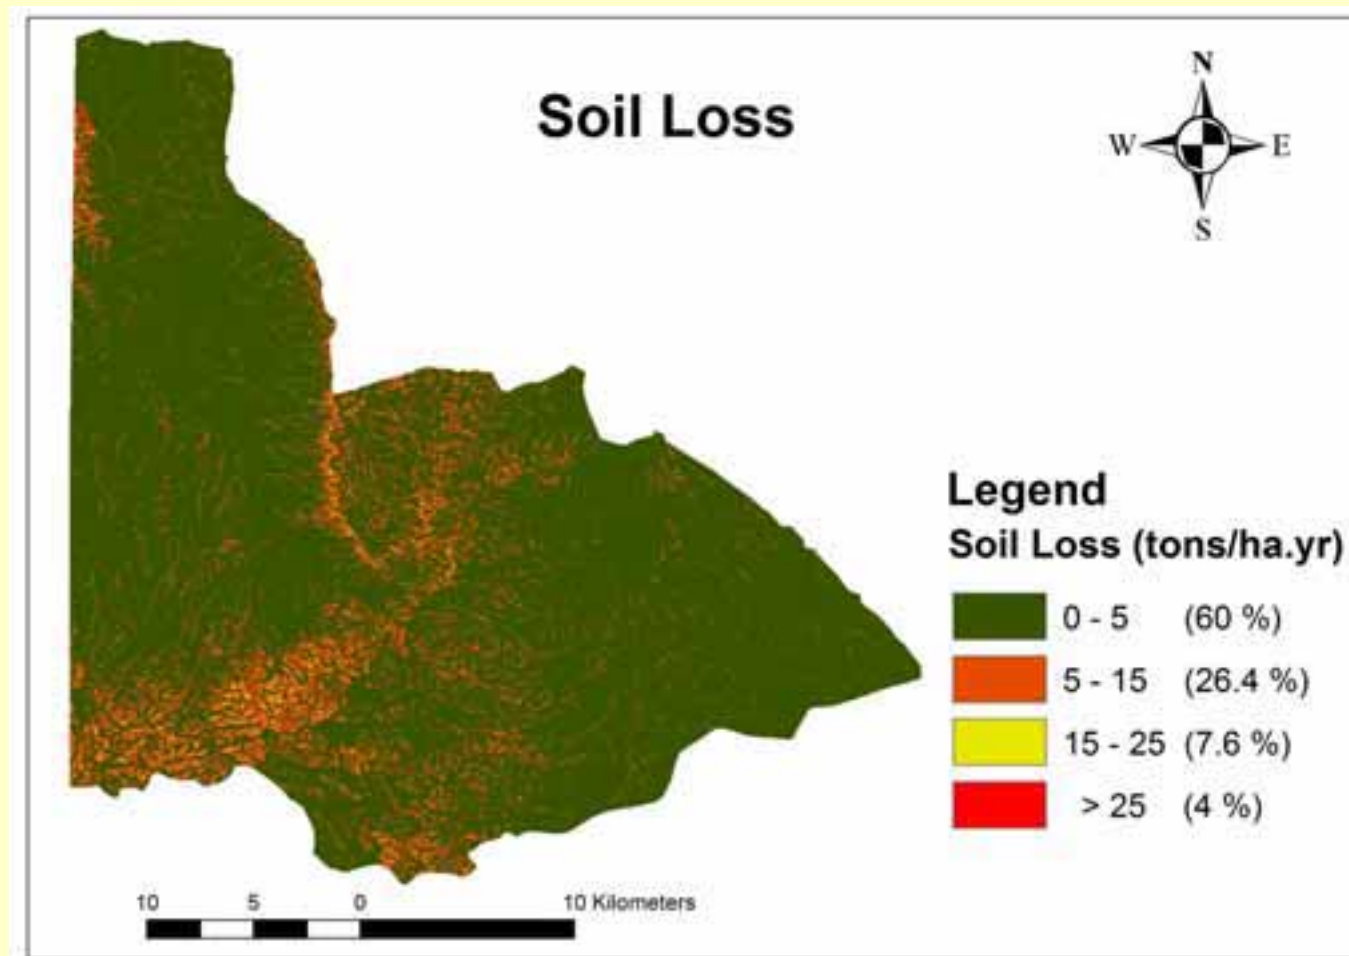 Soil Loss
N
W E
S
Legend
Soil Loss (tons/ha.yr)
0 - 5 (60 %)
5 - 15 (26.4 %)
15 - 25 (7.6 %)
> 25 (4 %)
10 5 0 10 Kilometers